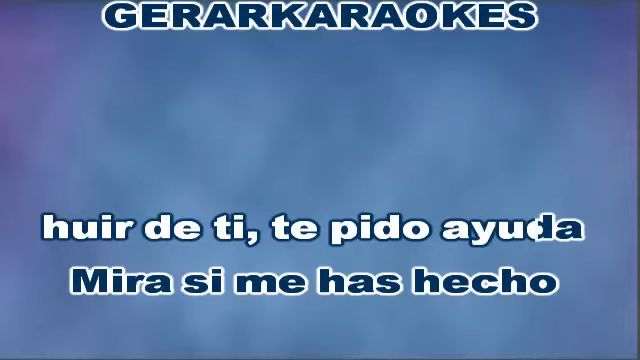 GERARKARAOKES
huir de ti, te pido ayuda
Mira si me has hecho